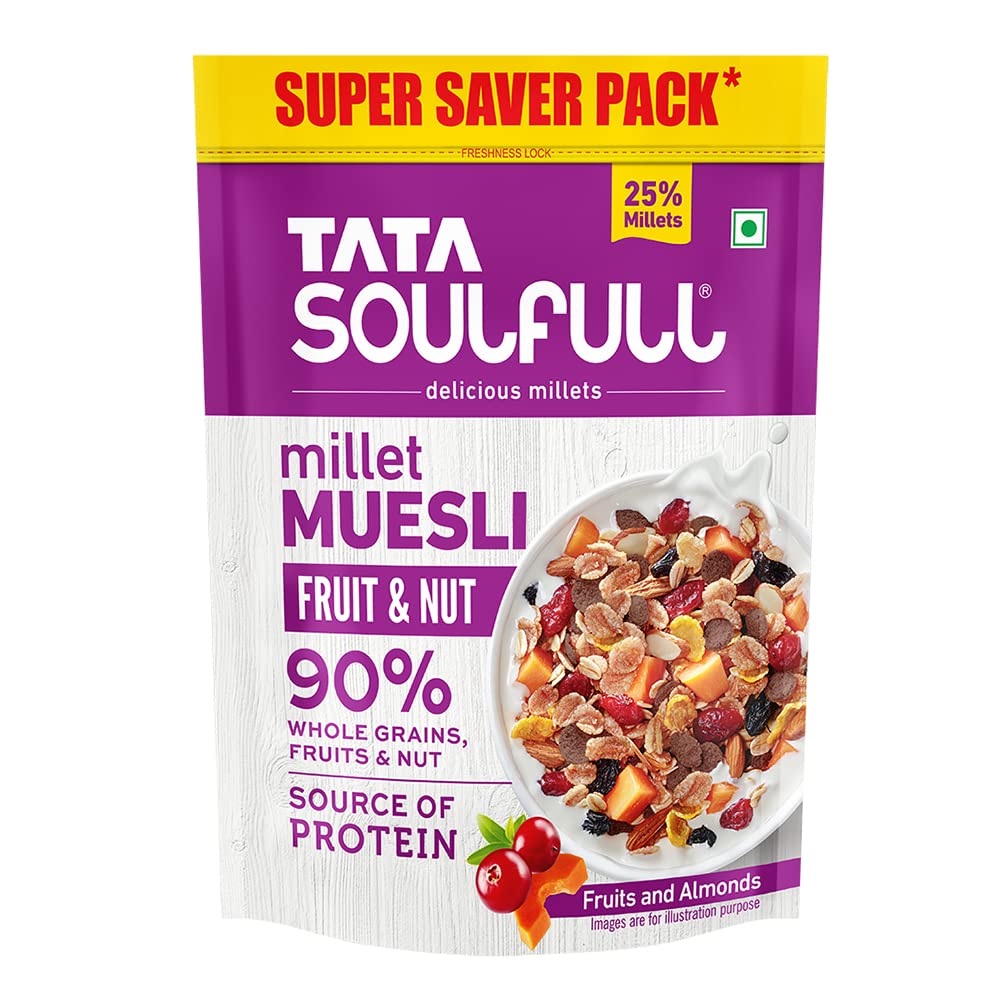 SUPER SAVER PACK*
FRESHNESS LOCK
25%
Millets
TATA
SOULFULL®
delicious millets
millet
MUESLI
FRUIT & NUT
90%
WHOLE GRAINS,
FRUITS & NUT
SOURCE OF
PROTEIN
Fruits and Almonds
Images are for illustration purpose